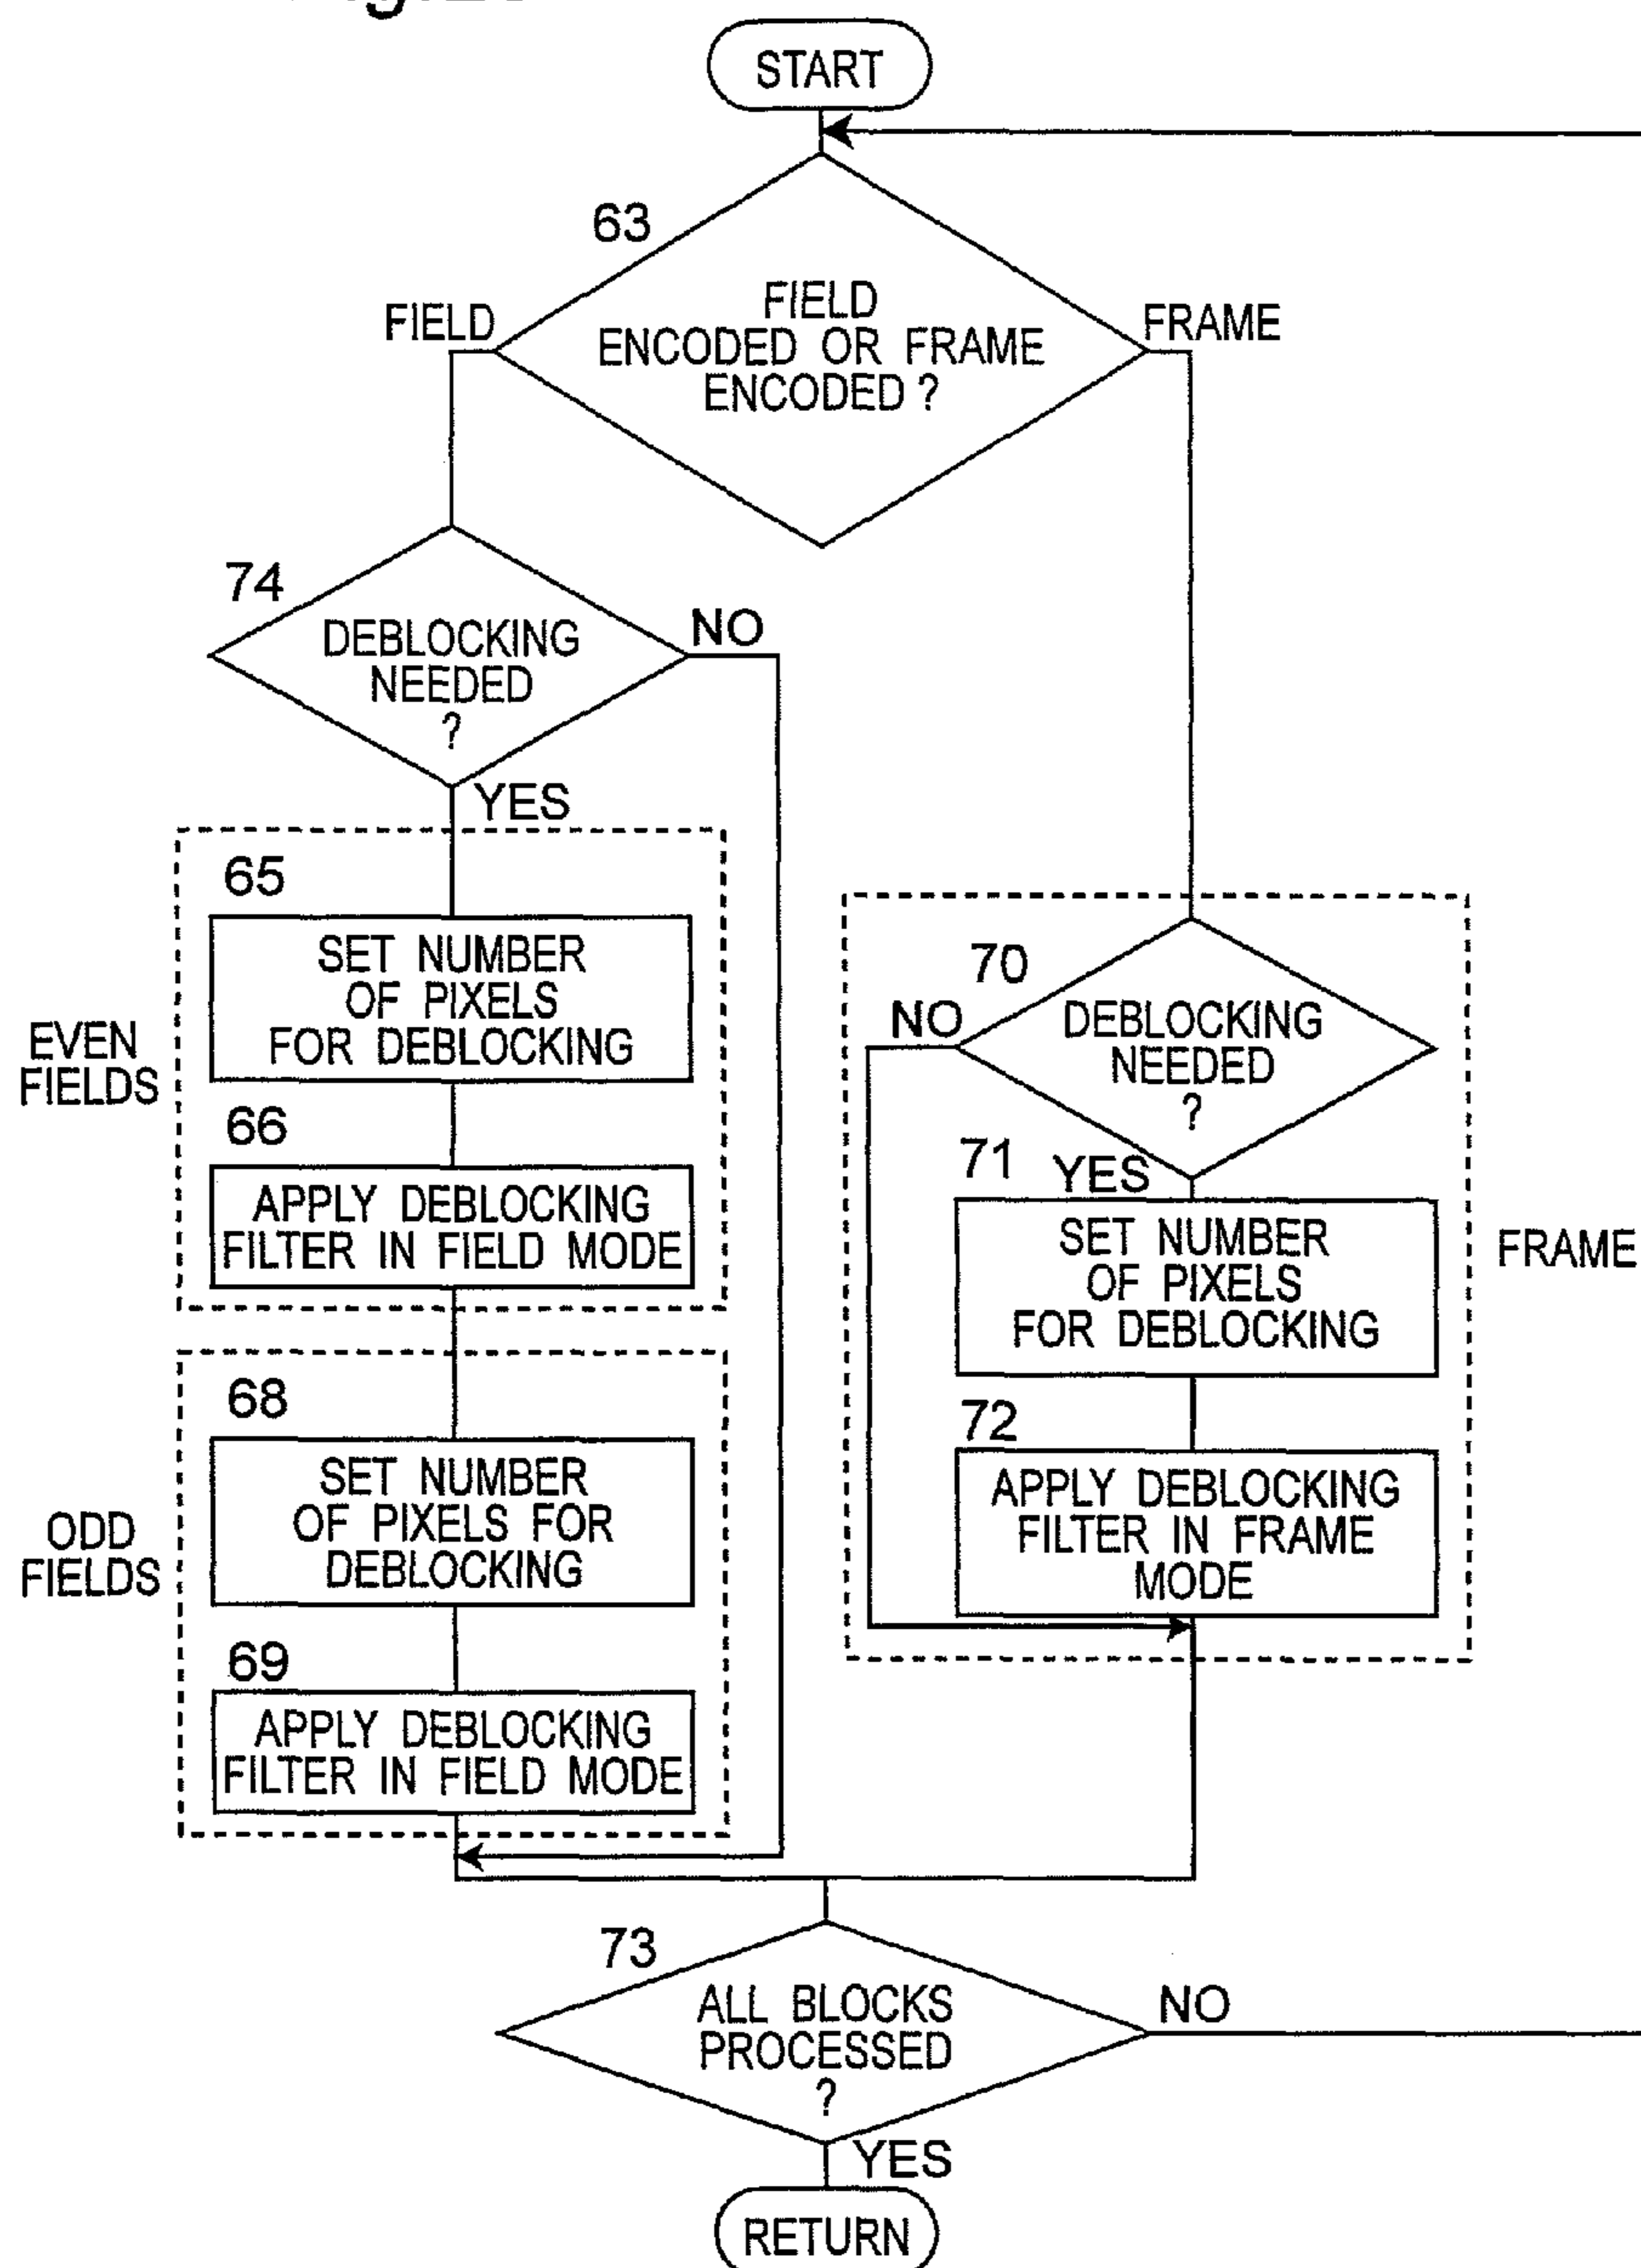 START
63
FIELD
ENCODED OR FRAME
ENCODED ?
FIELD
FRAME
74
DEBLOCKING
NEEDED
?
NO
YES
EVEN
FIELDS
65
SET NUMBER
OF PIXELS
FOR DEBLOCKING
66
APPLY DEBLOCKING
FILTER IN FIELD MODE
ODD
FIELDS
68
SET NUMBER
OF PIXELS FOR
DEBLOCKING
69
APPLY DEBLOCKING
FILTER IN FIELD MODE
70
DEBLOCKING
NEEDED
?
NO
YES
71
SET NUMBER
OF PIXELS
FOR DEBLOCKING
FRAME
72
APPLY DEBLOCKING
FILTER IN FRAME
MODE
73
ALL BLOCKS
PROCESSED
?
NO
YES
RETURN